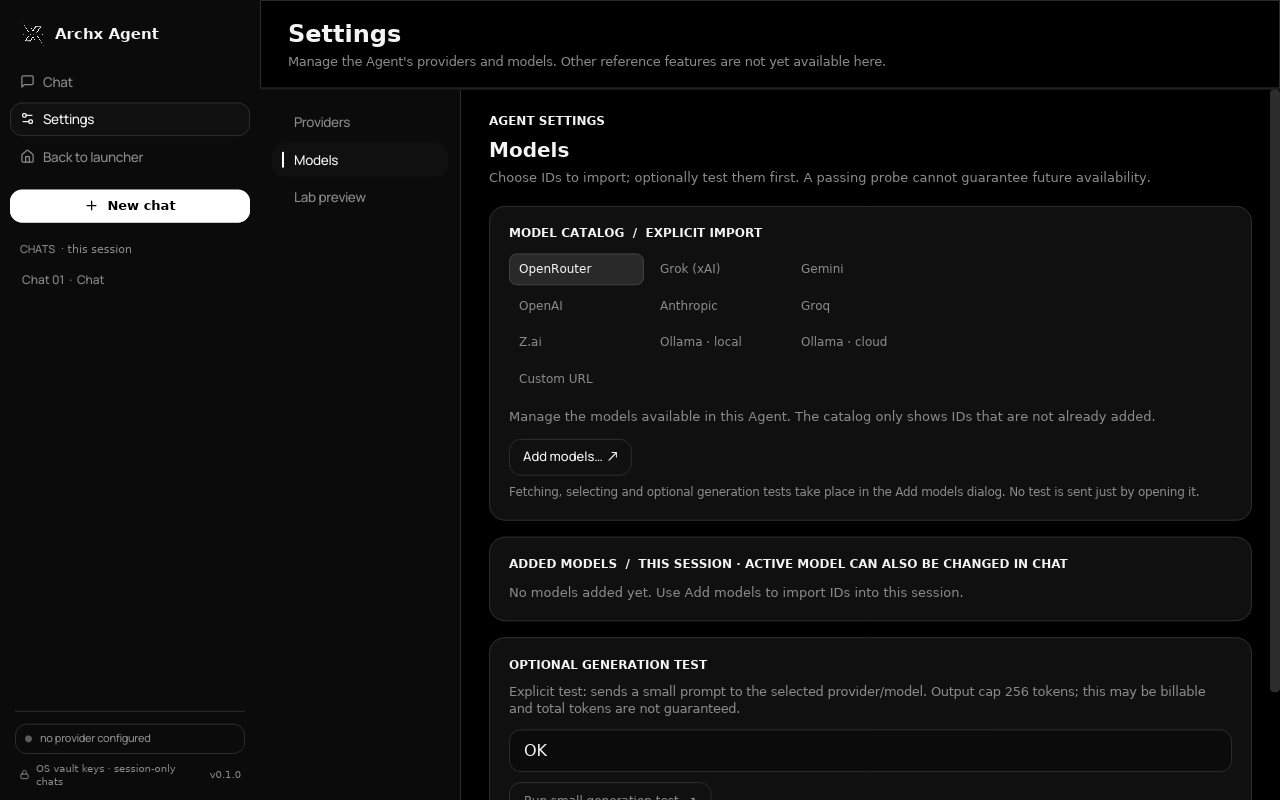 Archx Agent
Chat
Settings
Back to launcher
+ New chat
CHATS · this session
Chat 01 · Chat
no provider configured
OS vault keys · session-only
chats
v0.1.0
Settings
Manage the Agent's providers and models. Other reference features are not yet available here.
Providers
Models
Lab preview
AGENT SETTINGS
Models
Choose IDs to import; optionally test them first. A passing probe cannot guarantee future availability.
MODEL CATALOG / EXPLICIT IMPORT
OpenRouter
Grok (xAI)
Gemini
OpenAI
Anthropic
Groq
Z.ai
Ollama · local
Ollama · cloud
Custom URL
Manage the models available in this Agent. The catalog only shows IDs that are not already added.
Add models… ↗
Fetching, selecting and optional generation tests take place in the Add models dialog. No test is sent just by opening it.
ADDED MODELS / THIS SESSION · ACTIVE MODEL CAN ALSO BE CHANGED IN CHAT
No models added yet. Use Add models to import IDs into this session.
OPTIONAL GENERATION TEST
Explicit test: sends a small prompt to the selected provider/model. Output cap 256 tokens; this may be billable
and total tokens are not guaranteed.
OK
Run small generation test ↗